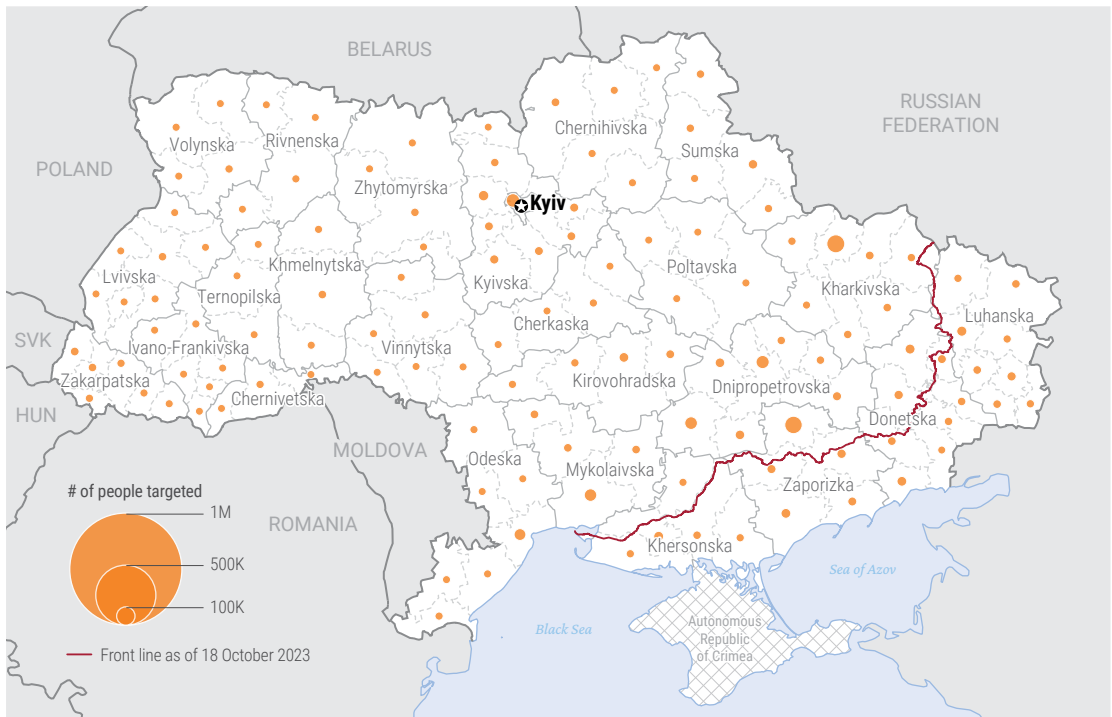 BELARUS
RUSSIAN
FEDERATION
POLAND
Volynska
Rivnenska
Chernihivska
Sumska
Zhytomyrska
Kyiv
Lvivska
Khmelnytska
Ternopilska
Kyivska
Poltavska
Kharkivska
Luhanska
Cherkaska
SVK
Ivano-Frankivska
Vinnytska
Zakarpatska
Chernivetska
Kirovohradska
Dnipropetrovska
HUN
Donetska
MOLDOVA
Odeska
Mykolaivska
Zaporizka
# of people targeted
1M
ROMANIA
500K
100K
Khersonska
Sea of Azov
Black Sea
Autonomous
Republic
of Crimea
Front line as of 18 October 2023